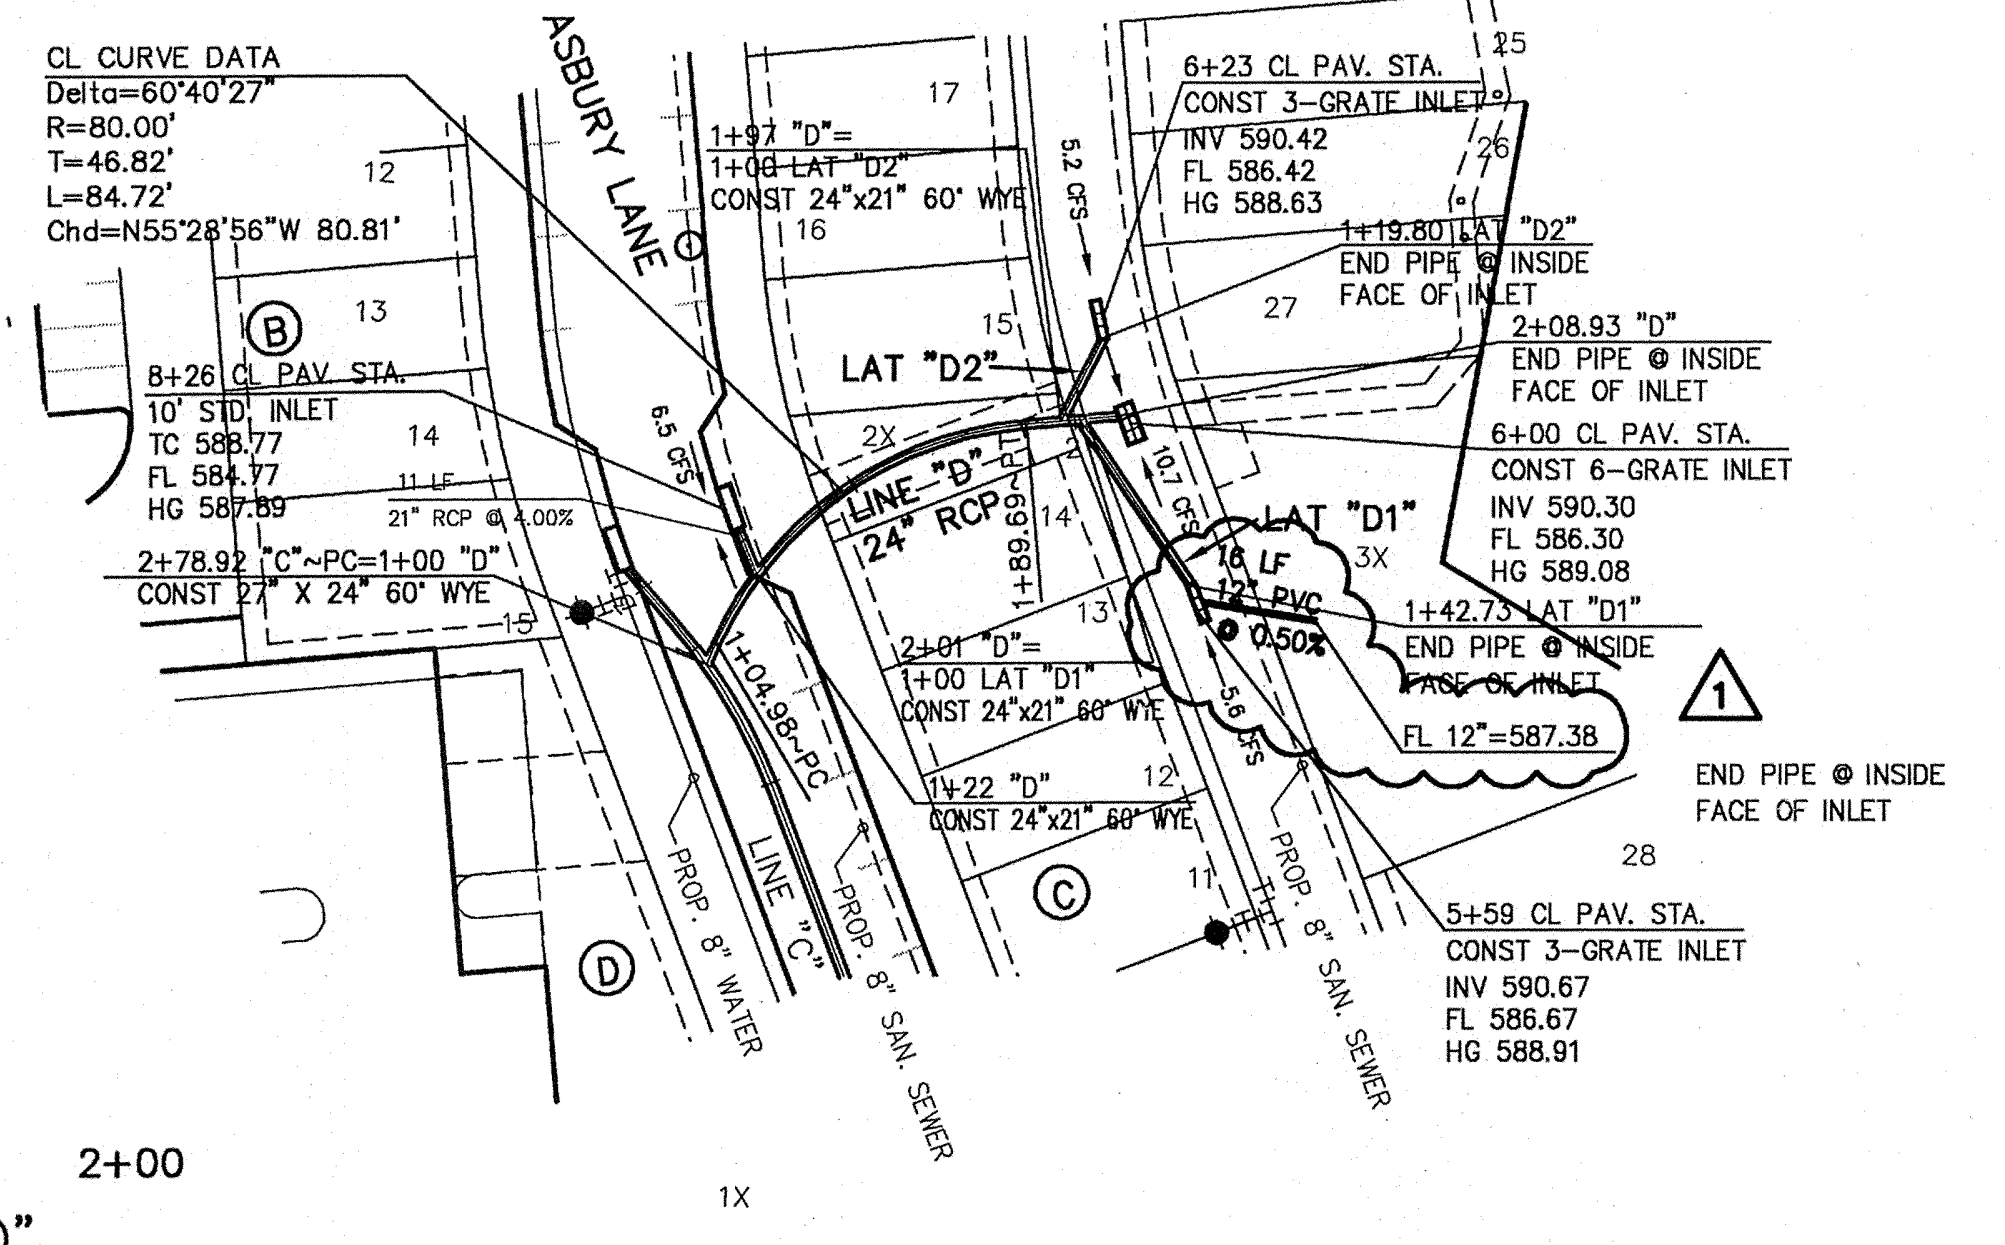 CL CURVE DATA
Delta=60°40'27"
R=80.00'
T=46.82'
L=84.72'
Chd=N55°28'56"W 80.81'
ASBURY LANE
17
1+97 "D"=
1+00 LAT "D2"
CONST 24"x21" 60° WYE
16
5.2 CFS
6+23 CL PAV. STA.
CONST 3-GRATE INLET
INV 590.42
FL 586.42
HG 588.63
25
26
1+19.80 LAT "D2"
END PIPE @ INSIDE
FACE OF INLET
27
2+08.93 "D"
END PIPE @ INSIDE
FACE OF INLET
6+00 CL PAV. STA.
CONST 6-GRATE INLET
INV 590.30
FL 586.30
HG 589.08
12
13
B
8+26 CL PAV. STA.
10' STD. INLET
TC 588.77
FL 584.77
HG 587.89
14
11 LF
21" RCP @ 4.00%
2+78.92 "C"~PC=1+00 "D"
CONST 27" X 24" 60° WYE
15
6.5 CFS
15
LAT "D2"
2X
2
LINE "D"
24" RCP
1+89.69~PT
14
10.7 CFS
LAT "D1"
3X
16 LF
12" PVC
@ 0.50%
1+42.73 LAT "D1"
END PIPE @ INSIDE
FACE OF INLET
FL 12"=587.38
1
END PIPE @ INSIDE
FACE OF INLET
13
2+01 "D"=
1+00 LAT "D1"
CONST 24"x21" 60° WYE
5.6 CFS
1+04.98~PC
1+22 "D"
CONST 24"x21" 60° WYE
12
11
C
28
5+59 CL PAV. STA.
CONST 3-GRATE INLET
INV 590.67
FL 586.67
HG 588.91
D
PROP. 8" WATER
LINE "C"
PROP. 8" SAN. SEWER
PROP. 8" SAN. SEWER
2+00
1X
"